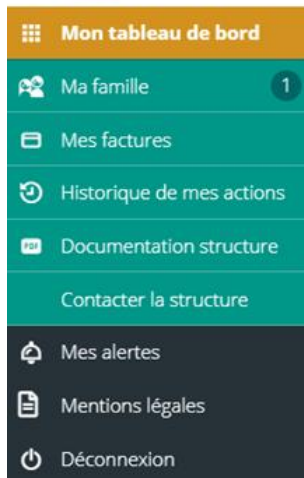 Mon tableau de bord
Ma famille 1
Mes factures
Historique de mes actions
PDF Documentation structure
Contacter la structure
Mes alertes
Mentions légales
Déconnexion